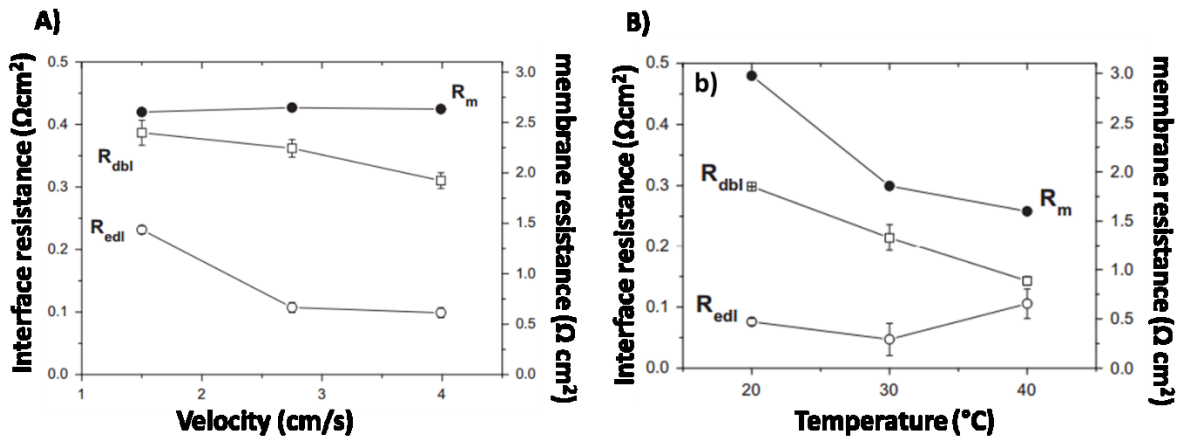 A)
B)
Interface resistance (Ωcm²)
0.5
0.4
0.3
0.2
0.1
0.0
R_m
R_dbl
R_edl
3.0
2.5
2.0
1.5
1.0
0.5
0.0
membrane resistance (Ω cm²)
1
2
3
4
Velocity (cm/s)
Interface resistance (Ωcm²)
0.5
0.4
0.3
0.2
0.1
0.0
b)
R_dbl
R_m
R_edl
3.0
2.5
2.0
1.5
1.0
0.5
0.0
membrane resistance (Ω cm²)
20
30
40
Temperature (°C)